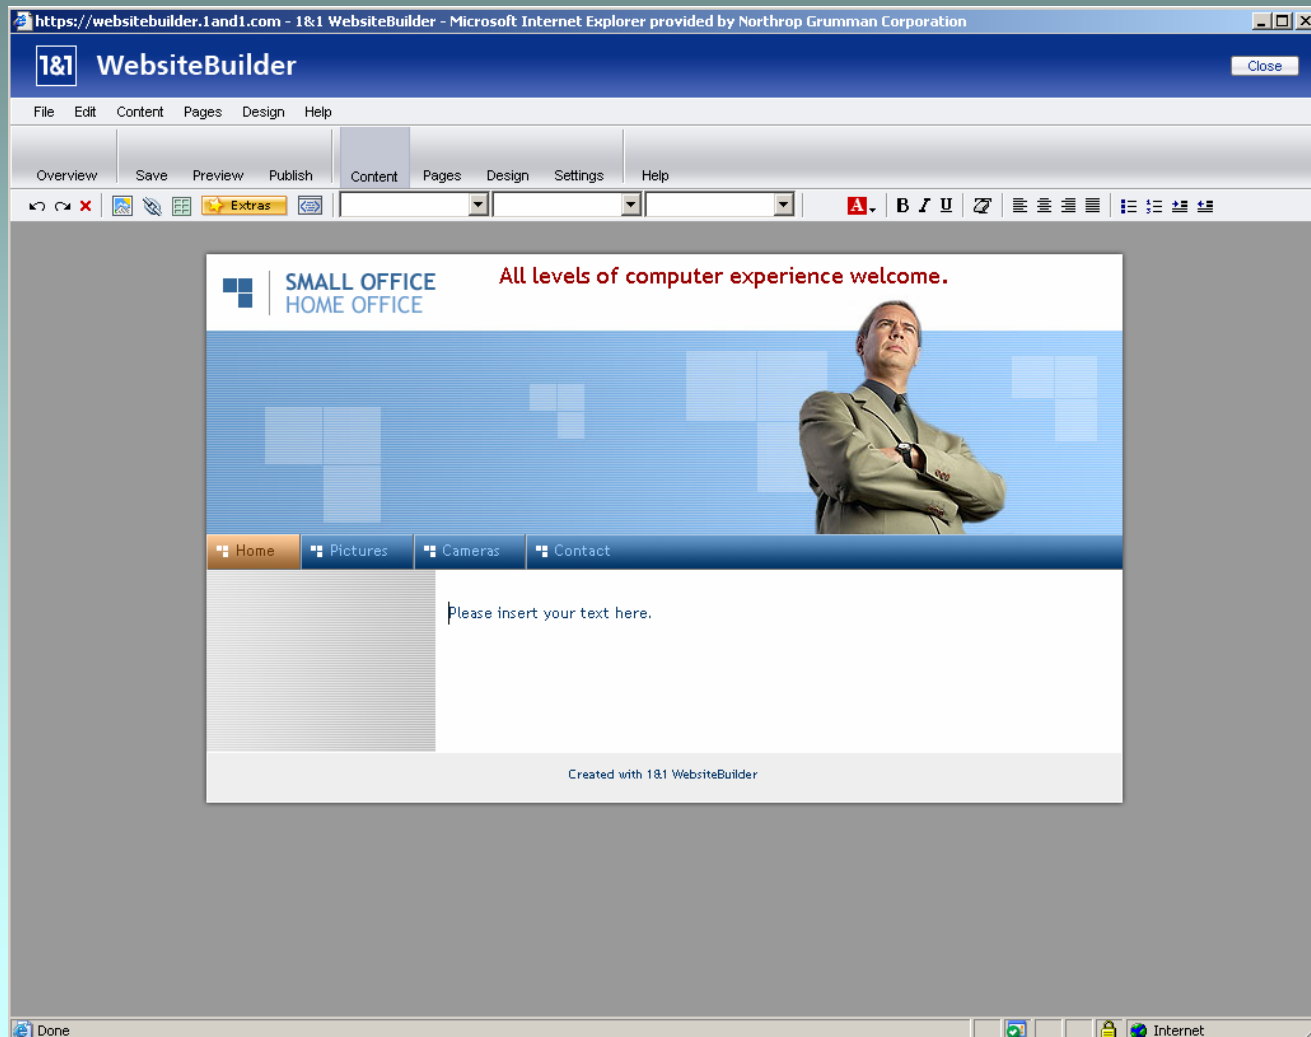 https://websitebuilder.1and1.com - 1&1 WebsiteBuilder - Microsoft Internet Explorer provided by Northrop Grumman Corporation
1&1 WebsiteBuilder
Close
File Edit Content Pages Design Help
Overview Save Preview Publish Content Pages Design Settings Help
Extras A B I U
SMALL OFFICE
HOME OFFICE
All levels of computer experience welcome.
Home Pictures Cameras Contact
Please insert your text here.
Created with 1&1 WebsiteBuilder
Done Internet